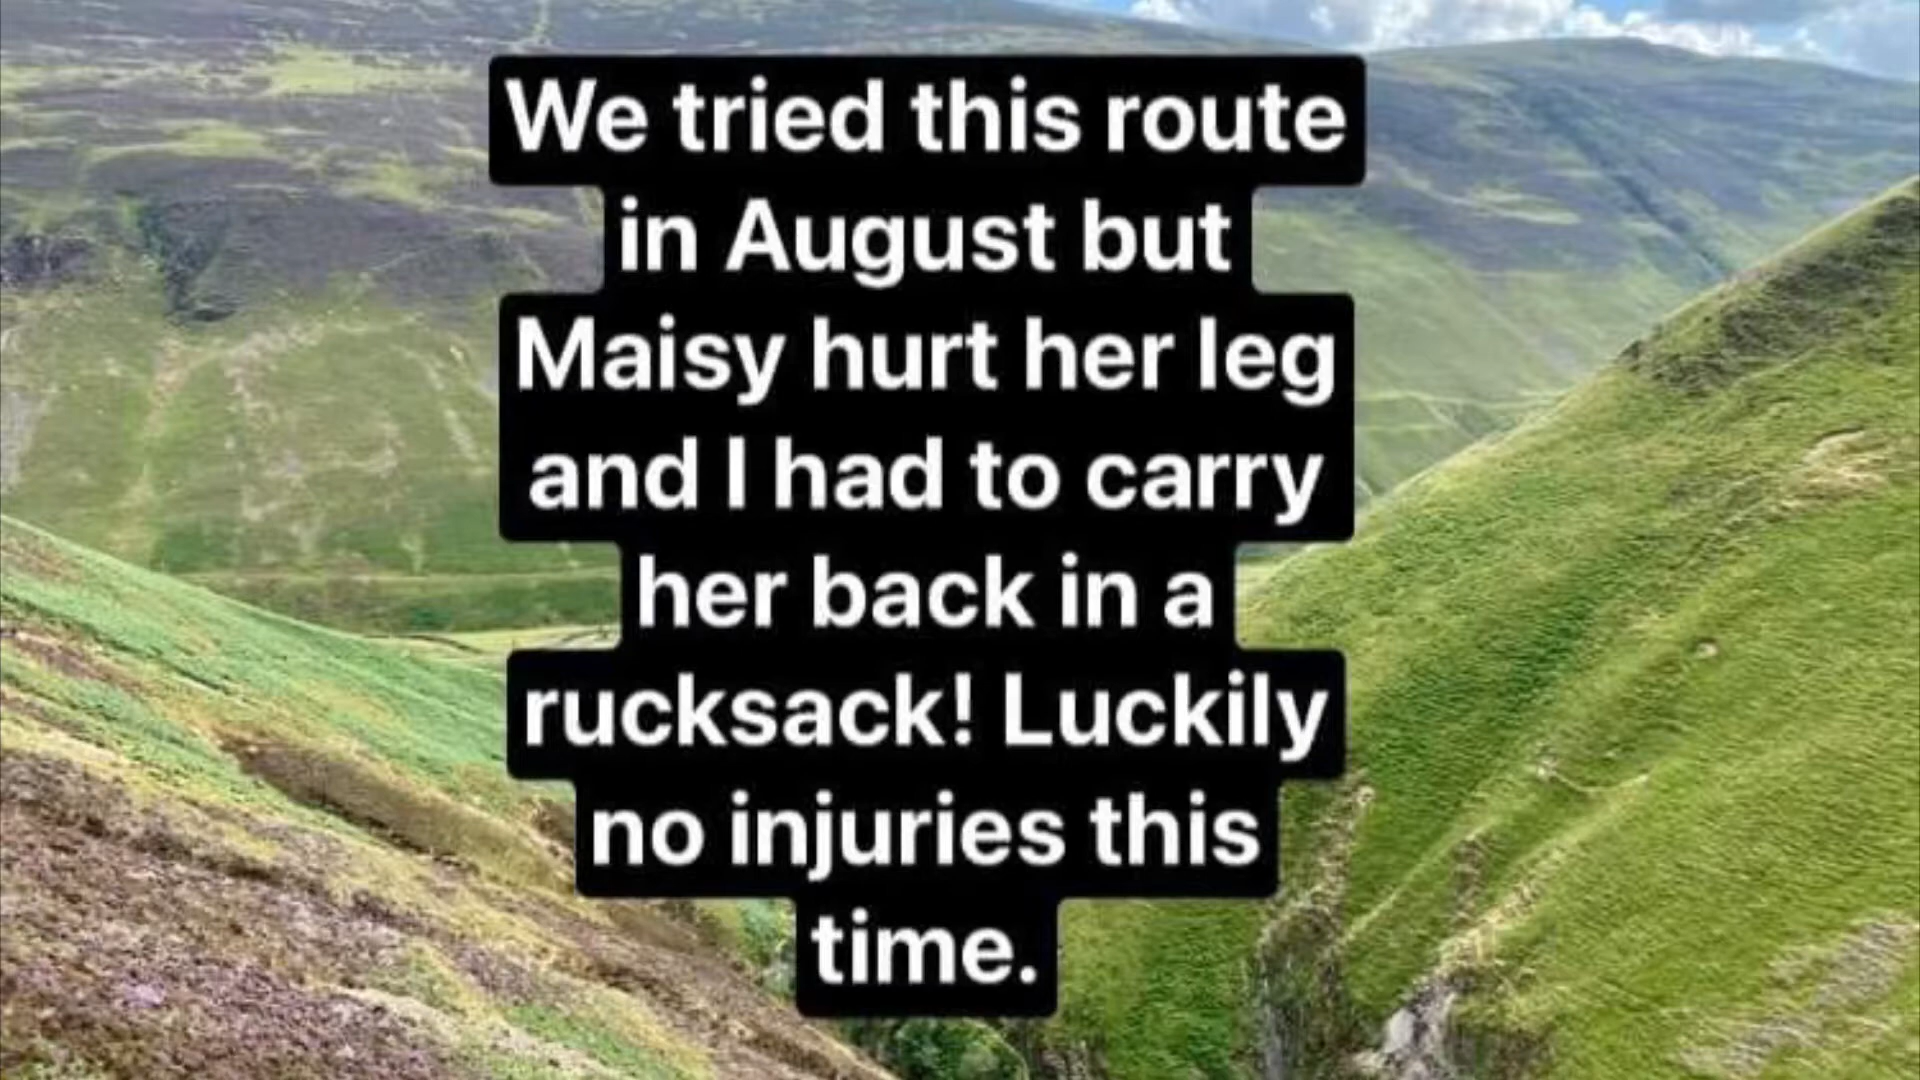 We tried this route
in August but
Maisy hurt her leg
and I had to carry
her back in a
rucksack! Luckily
no injuries this
time.